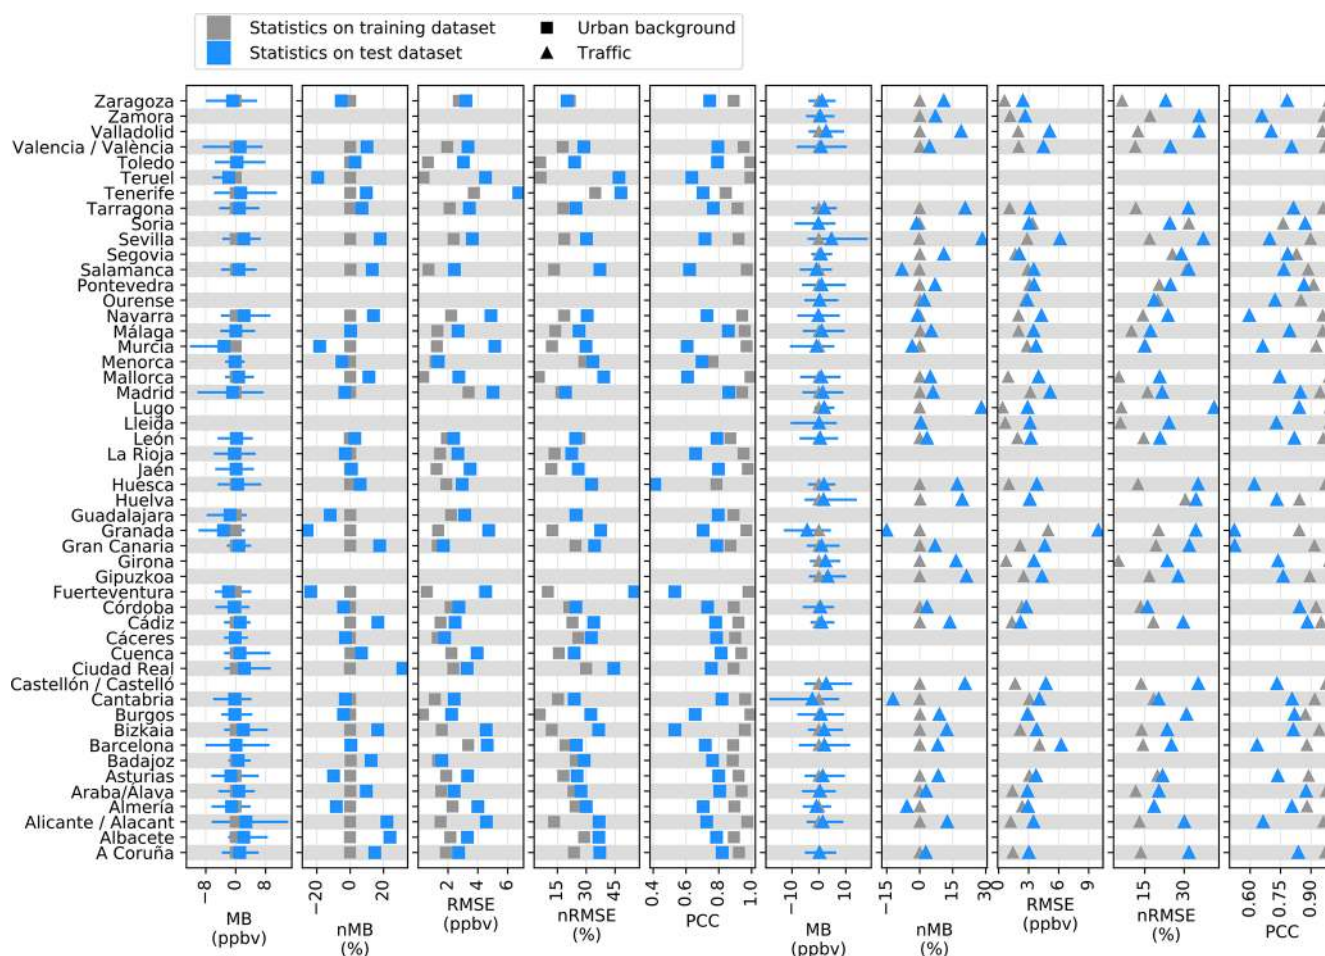 Statistics on training dataset
Statistics on test dataset
Urban background
Traffic
Zaragoza
Zamora
Valladolid
Valencia / València
Toledo
Teruel
Tenerife
Tarragona
Soria
Sevilla
Segovia
Salamanca
Pontevedra
Ourense
Navarra
Málaga
Murcia
Menorca
Mallorca
Madrid
Lugo
Lleida
León
La Rioja
Jaén
Huesca
Huelva
Guadalajara
Granada
Gran Canaria
Girona
Gipuzkoa
Fuerteventura
Córdoba
Cádiz
Cáceres
Cuenca
Ciudad Real
Castellón / Castelló
Cantabria
Burgos
Bizkaia
Barcelona
Badajoz
Asturias
Araba/Álava
Almería
Alicante / Alacant
Albacete
A Coruña
−8 0 8
MB
(ppbv)
−20 0 20
nMB
(%)
2 4 6
RMSE
(ppbv)
15 30 45
nRMSE
(%)
0.4 0.6 0.8 1.0
PCC
−10 0 10
MB
(ppbv)
−15 0 15 30
nMB
(%)
0 3 6 9
RMSE
(ppbv)
15 30
nRMSE
(%)
0.60 0.75 0.90
PCC